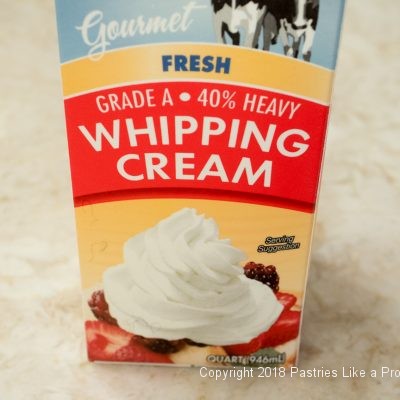 Gourmet
FRESH
GRADE A • 40% HEAVY
WHIPPING
CREAM
Serving
Suggestion
QUART (946mL)
Copyright 2018 Pastries Like a Pro